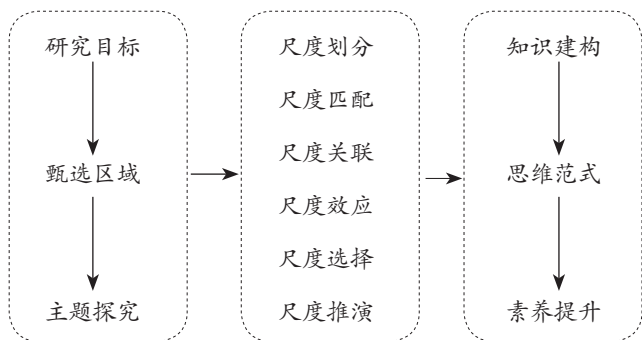 研究目标
甄选区域
主题探究
尺度划分
尺度匹配
尺度关联
尺度效应
尺度选择
尺度推演
知识建构
思维范式
素养提升